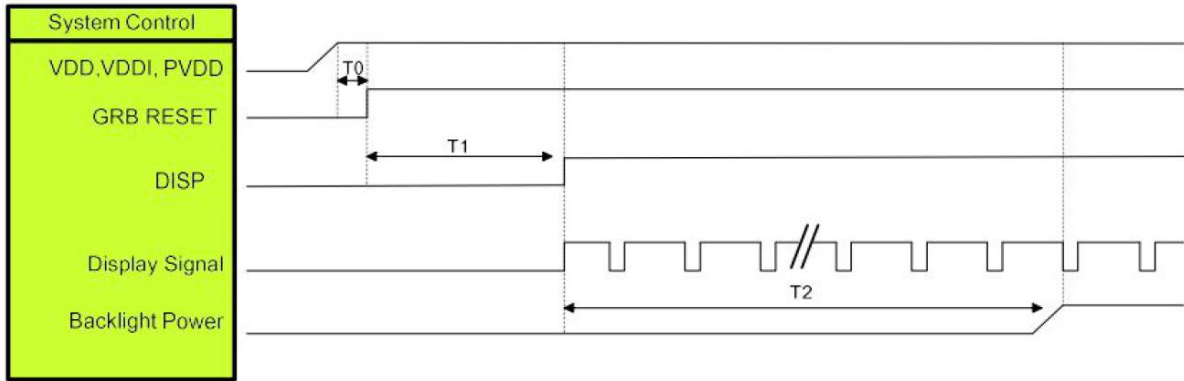 System Control
VDD,VDDI, PVDD
T0
GRB RESET
T1
DISP
Display Signal
T2
Backlight Power